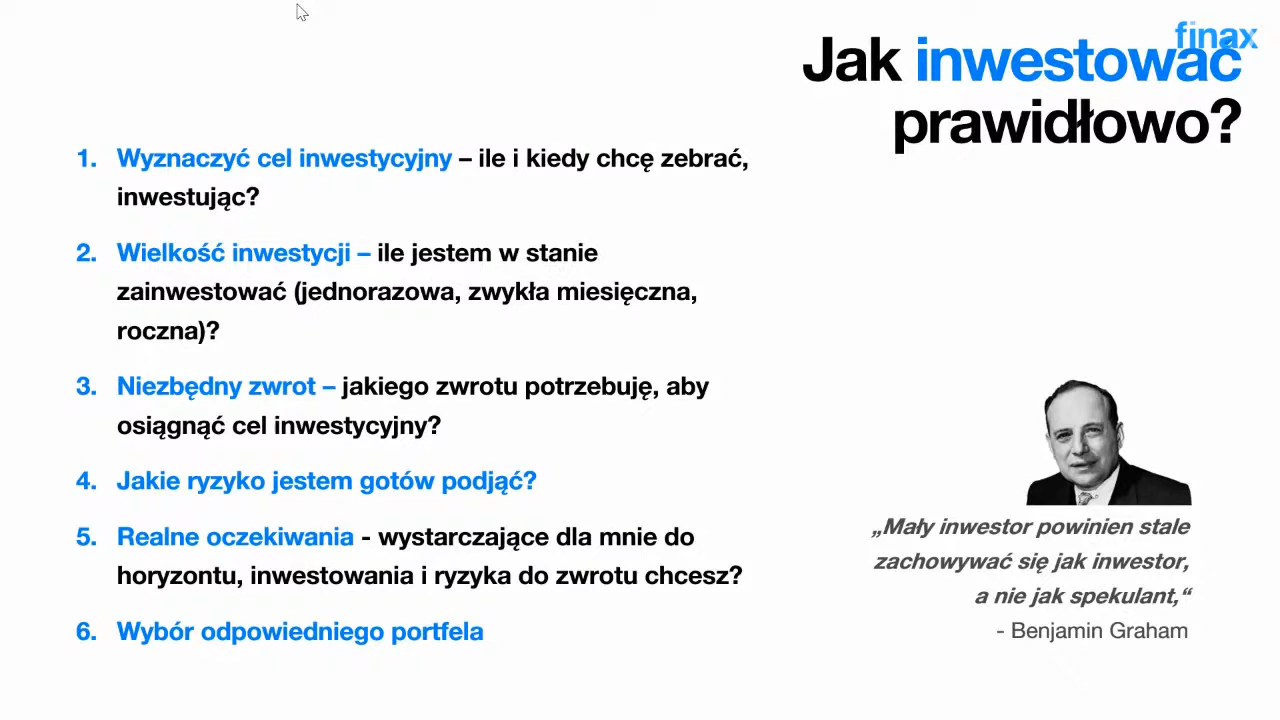 finax
Jak inwestować
prawidłowo?
1. Wyznaczyć cel inwestycyjny – ile i kiedy chcę zebrać,
inwestując?
2. Wielkość inwestycji – ile jestem w stanie
zainwestować (jednorazowa, zwykła miesięczna,
roczna)?
3. Niezbędny zwrot – jakiego zwrotu potrzebuję, aby
osiągnąć cel inwestycyjny?
4. Jakie ryzyko jestem gotów podjąć?
5. Realne oczekiwania - wystarczające dla mnie do
horyzontu, inwestowania i ryzyka do zwrotu chcesz?
6. Wybór odpowiedniego portfela
„Mały inwestor powinien stale
zachowywać się jak inwestor,
a nie jak spekulant,“
- Benjamin Graham